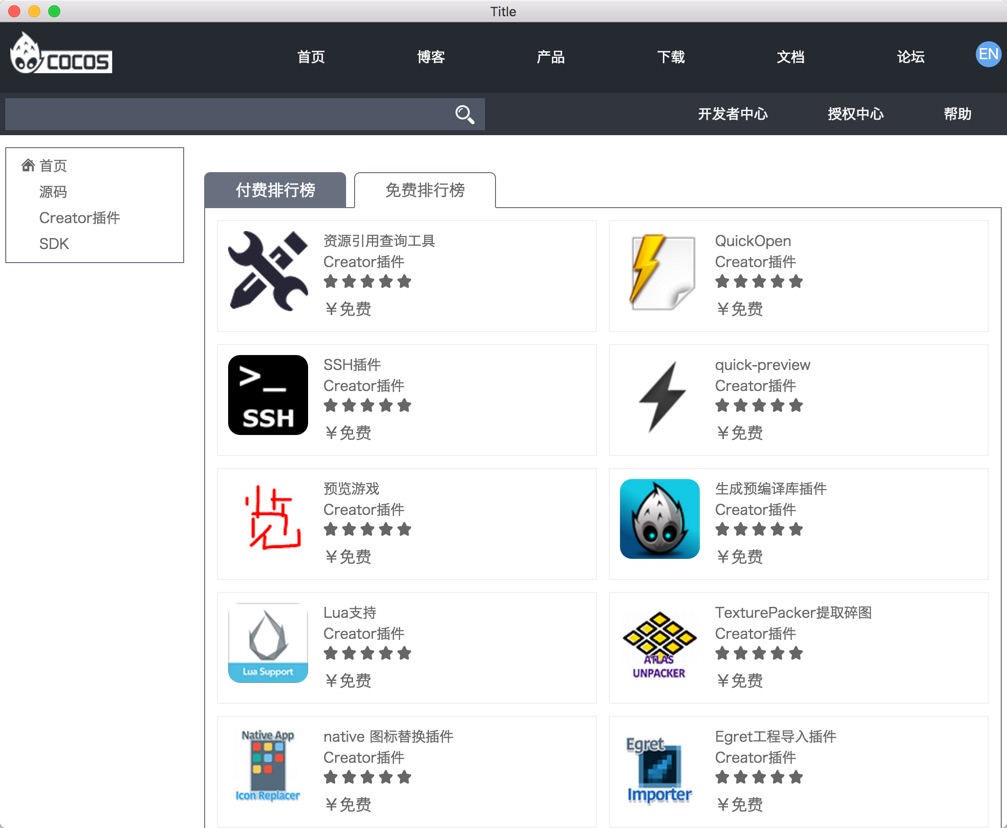 Title
COCOS
首页
博客
产品
下载
文档
论坛
EN
开发者中心
授权中心
帮助
首页
源码
Creator插件
SDK
付费排行榜
免费排行榜
资源引用查询工具
Creator插件
￥免费
QuickOpen
Creator插件
￥免费
>_
SSH
SSH插件
Creator插件
￥免费
quick-preview
Creator插件
￥免费
览
预览游戏
Creator插件
￥免费
生成预编译库插件
Creator插件
￥免费
Lua Support
Lua支持
Creator插件
￥免费
ATLAS
UNPACKER
TexturePacker提取碎图
Creator插件
￥免费
Native App
Icon Replacer
native 图标替换插件
Creator插件
￥免费
Egret
Importer
Egret工程导入插件
Creator插件
￥免费